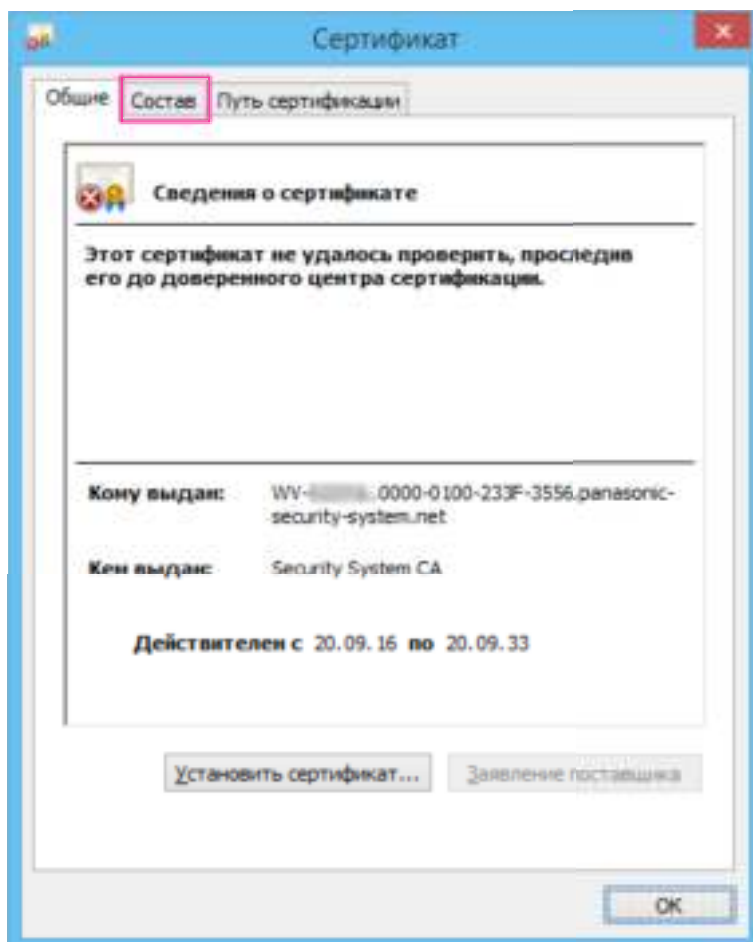 Сертификат
Общие Состав Путь сертификации
Сведения о сертификате
Этот сертификат не удалось проверить, проследив
его до доверенного центра сертификации.
Кому выдан: WV- .0000-0100-233F-3556.panasonic-
security-system.net
Кем выдан: Security System CA
Действителен с 20.09.16 по 20.09.33
Установить сертификат... Заявление поставщика
ОК